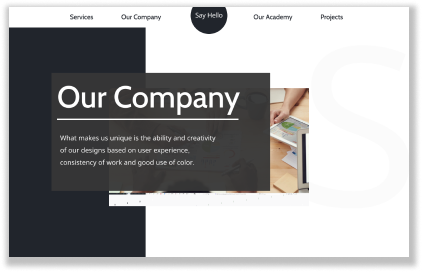 Services Our Company Say Hello Our Academy Projects
Our Company
What makes us unique is the ability and creativity
of our designs based on user experience,
consistency of work and good use of color.
S